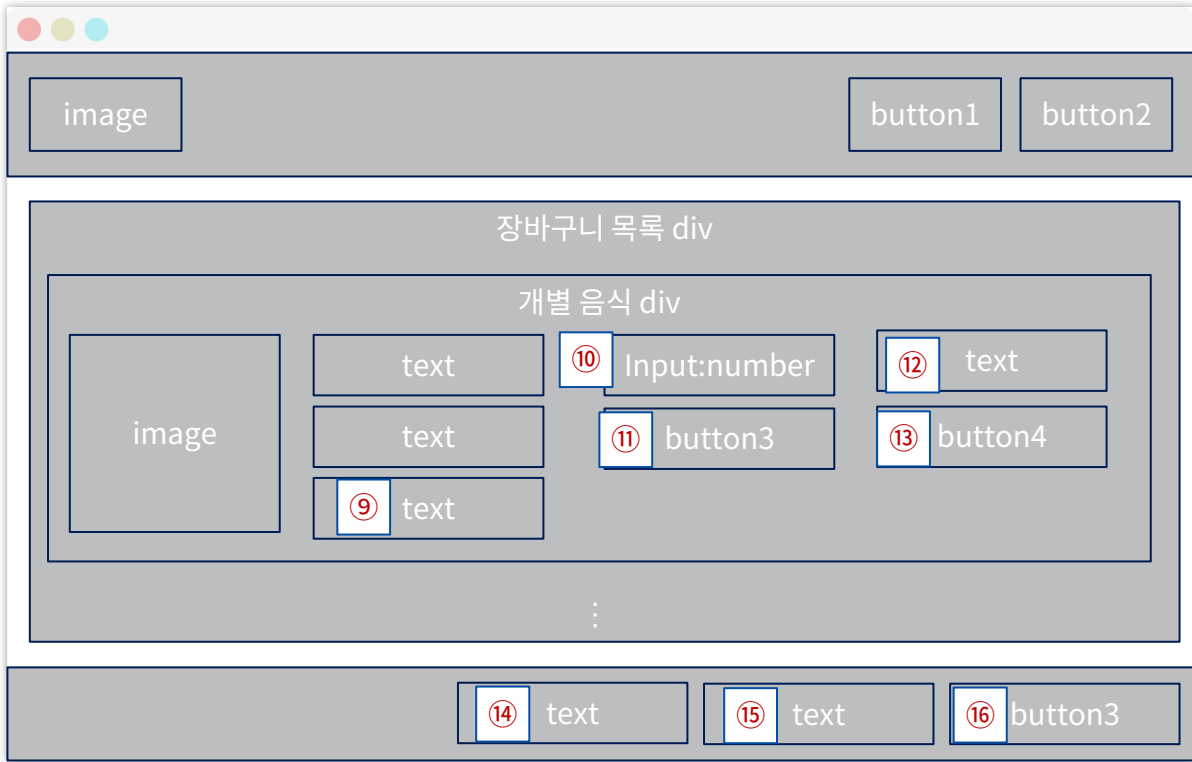 image
button1
button2
장바구니 목록 div
개별 음식 div
image
text
⑩ Input:number
⑫ text
text
⑪ button3
⑬ button4
⑨ text
⋮
⑭ text
⑮ text
⑯ button3